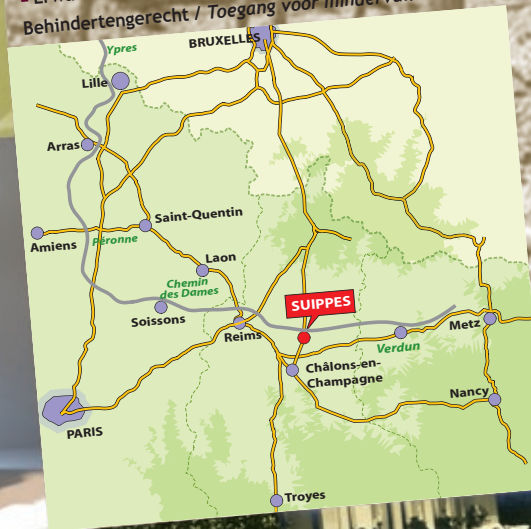 Behindertengerecht / Toegang voor
Ypres
BRUXELLES
Lille
Arras
Saint-Quentin
Amiens
Péronne
Laon
Chemin
des Dames
SUIPPES
Soissons
Reims
Metz
Verdun
Châlons-en-
Champagne
Nancy
PARIS
Troyes